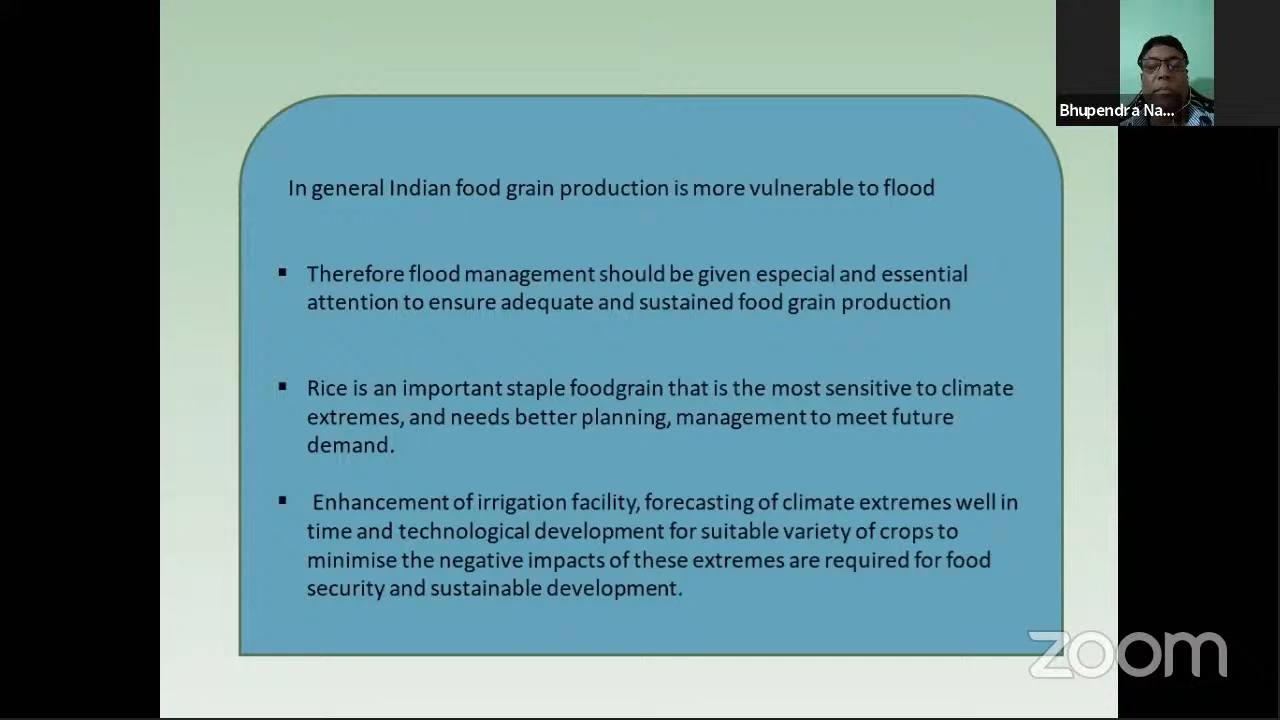 Bhupendra Na...
In general Indian food grain production is more vulnerable to flood
▪ Therefore flood management should be given especial and essential
attention to ensure adequate and sustained food grain production
▪ Rice is an important staple foodgrain that is the most sensitive to climate
extremes, and needs better planning, management to meet future
demand.
▪ Enhancement of irrigation facility, forecasting of climate extremes well in
time and technological development for suitable variety of crops to
minimise the negative impacts of these extremes are required for food
security and sustainable development.
zoom